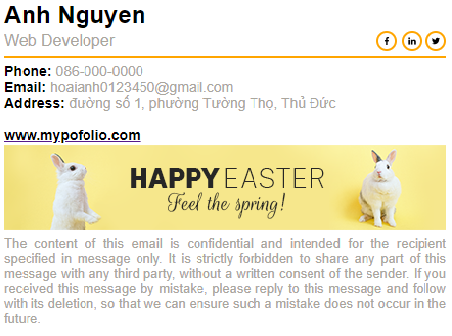 Anh Nguyen
Web Developer
Phone: 086-000-0000
Email: hoaianh0123450@gmail.com
Address: đường số 1, phường Tường Thọ, Thủ Đức
www.mypofolio.com
HAPPY EASTER
Feel the spring!
The content of this email is confidential and intended for the recipient
specified in message only. It is strictly forbidden to share any part of this
message with any third party, without a written consent of the sender. If you
received this message by mistake, please reply to this message and follow
with its deletion, so that we can ensure such a mistake does not occur in the
future.